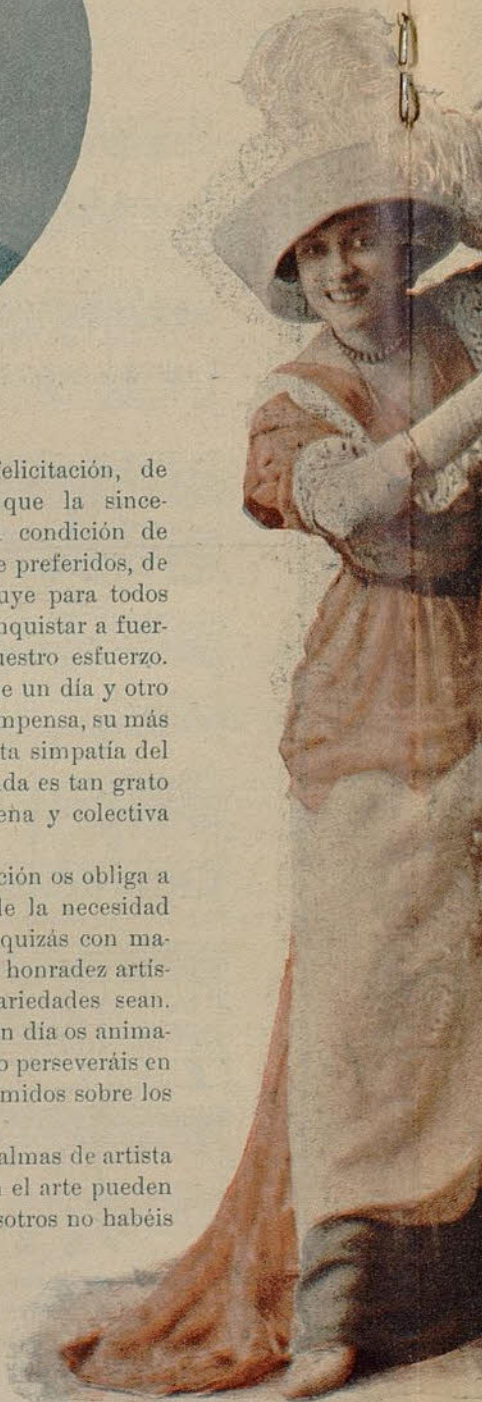 elicitación, de
que la since-
condición de
e preferidos, de
uye para todos
nquistar a fuer-
uestro esfuerzo.
e un día y otro
mpensa, su más
ta simpatía del
da es tan grato
eña y colectiva
ción os obliga a
le la necesidad
quizás con ma-
honradez artís-
ariedades sean.
n día os anima-
o perseveráis en
midos sobre los
almas de artista
el arte pueden
sotros no habéis